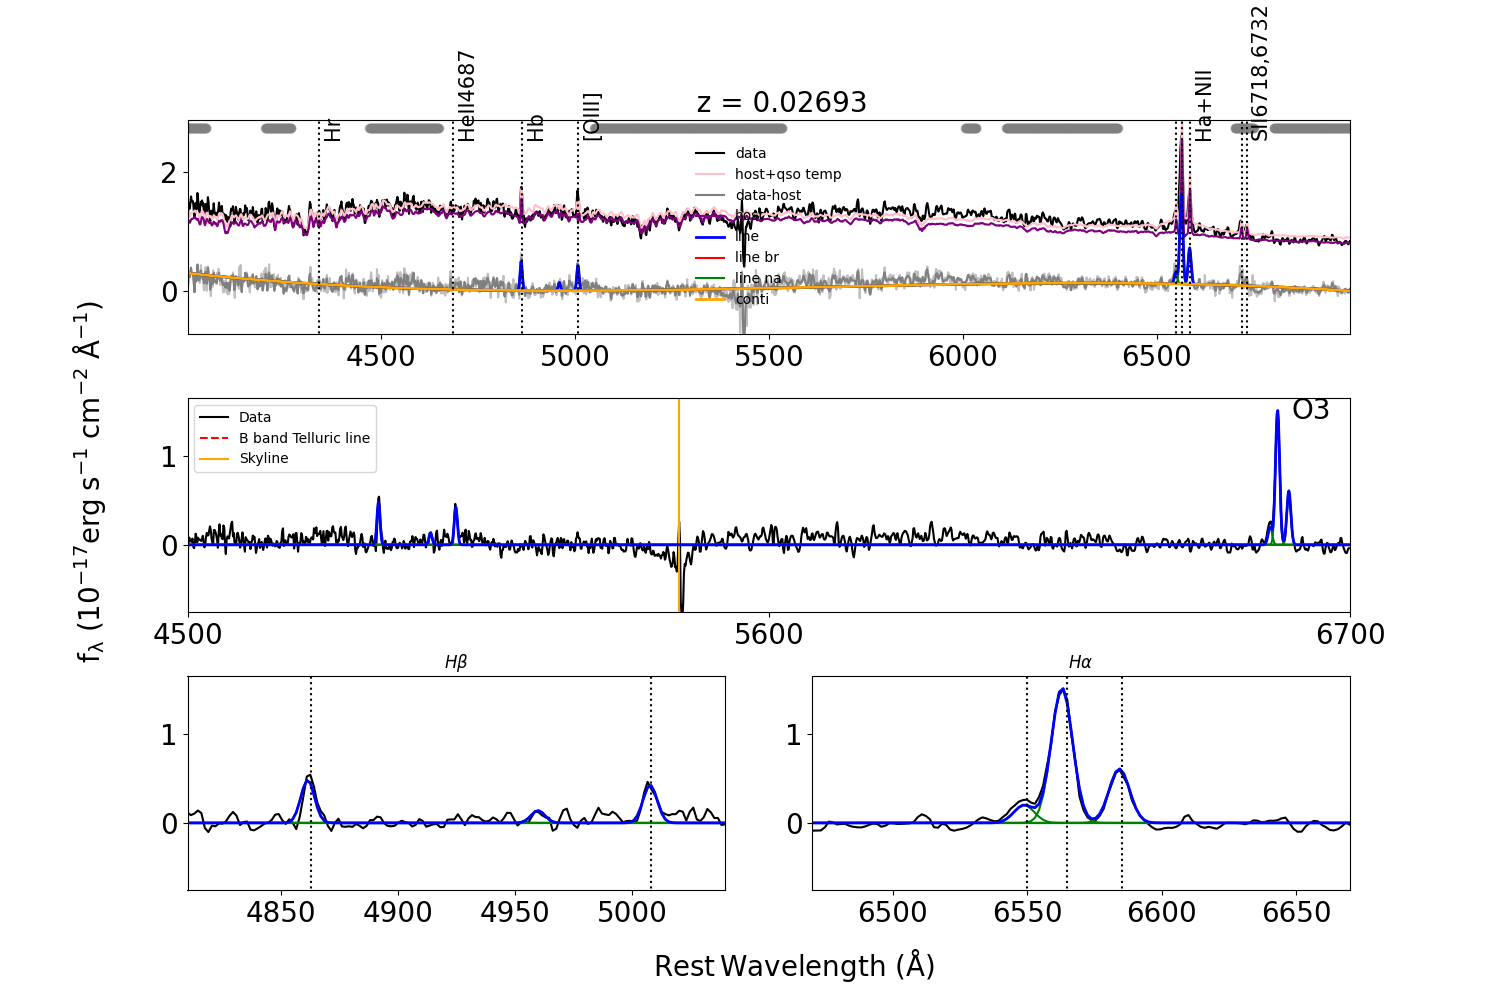 z = 0.02693
Hr
HeII4687
Hb
[OIII]
Ha+NII
SII6718,6732
data
host+qso temp
data-host
host
line
line br
line na
conti
2
0
4500
5000
5500
6000
6500
Data
B band Telluric line
Skyline
O3
1
0
4500
5600
6700
fλ (10⁻¹⁷erg s⁻¹ cm⁻² Å⁻¹)
Hβ
1
0
4850
4900
4950
5000
Hα
1
0
6500
6550
6600
6650
Rest Wavelength (Å)